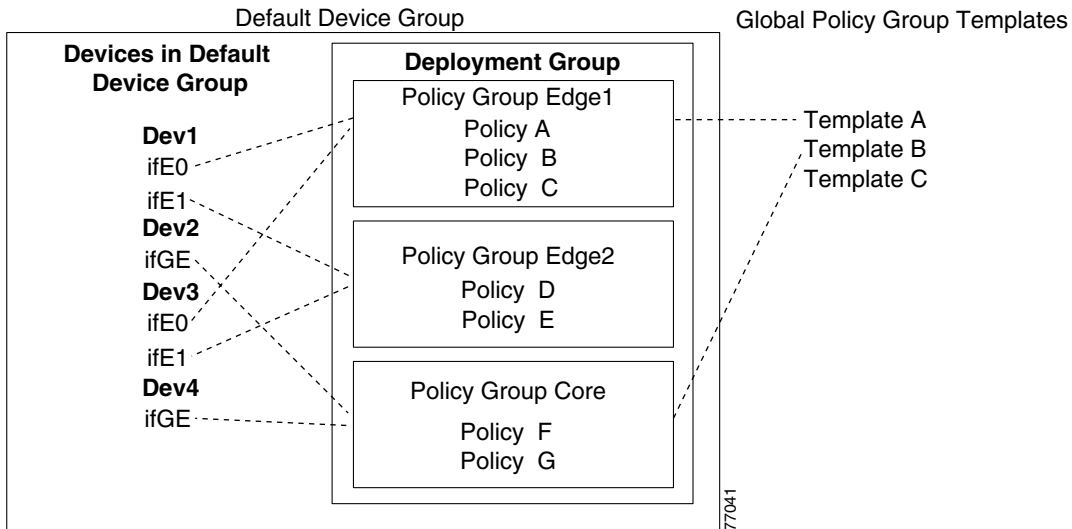 Default Device Group
Global Policy Group Templates
Devices in Default
Device Group
Dev1
ifE0
ifE1
Dev2
ifGE
Dev3
ifE0
ifE1
Dev4
ifGE
Deployment Group
Policy Group Edge1
Policy A
Policy B
Policy C
Policy Group Edge2
Policy D
Policy E
Policy Group Core
Policy F
Policy G
Template A
Template B
Template C
77041